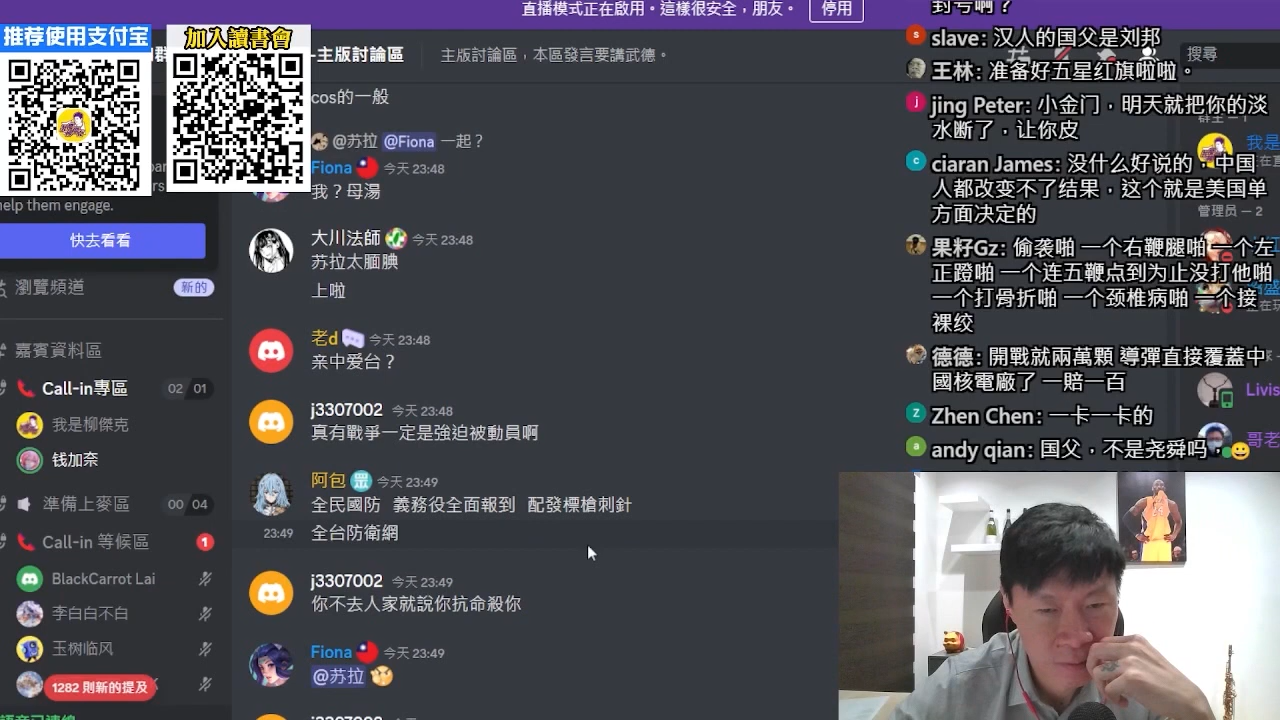 直播模式正在啟用。這樣很安全，朋友。
停用
推荐使用支付宝
加入讀書會
-主版討論區
主版討論區，本區發言要講武德。
搜尋
help them engage.
快去看看
瀏覽頻道
新的
嘉賓資料區
Call-in專區
02 01
我是柳傑克
钱加奈
準備上麥區
00 04
Call-in 等候區
1
BlackCarrot Lai
李白白不白
玉树临风
1282 則新的提及
cos的一般
@苏拉 @Fiona 一起？
Fiona 今天 23:48
我？母湯
大川法師 今天 23:48
苏拉太腼腆
上啦
老d 今天 23:48
亲中爱台？
j3307002 今天 23:48
真有戰爭一定是強迫被動員啊
阿包 眾 今天 23:49
全民國防 義務役全面報到 配發標槍刺針
23:49 全台防衛網
j3307002 今天 23:49
你不去人家就說你抗命殺你
Fiona 今天 23:49
@苏拉
封号啊？
slave: 汉人的国父是刘邦
王林: 准备好五星红旗啦啦。
jing Peter: 小金门，明天就把你的淡
水断了，让你皮
ciaran James: 没什么好说的，中国
人都改变不了结果，这个就是美国单
方面决定的
果籽Gz: 偷袭啪 一个右鞭腿啪 一个左
正蹬啪 一个连五鞭点到为止没打他啪
一个打骨折啪 一个颈椎病啪 一个接
裸绞
德德: 開戰就兩萬顆 導彈直接覆蓋中
國核電廠了 一賠一百
Zhen Chen: 一卡一卡的
andy qian: 国父，不是尧舜吗，
管理员 — 2
Livis
哥老